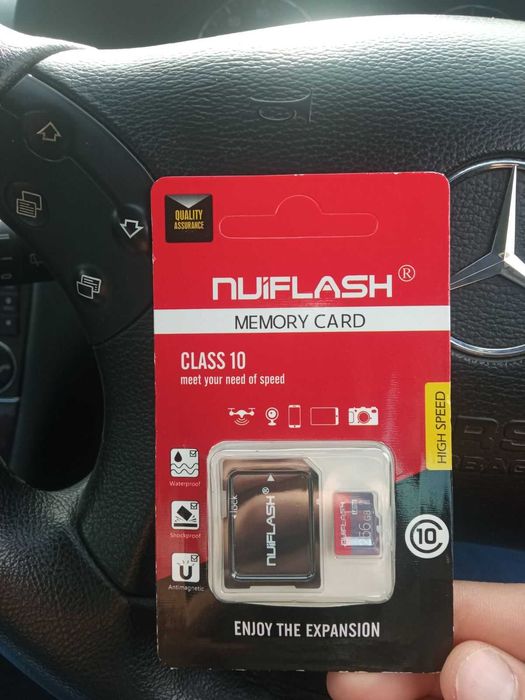 QUALITY
ASSURANCE
NUiFLASH®
MEMORY CARD
CLASS 10
meet your need of speed
HIGH SPEED
Waterproof
Shockproof
Antimagnetic
lock
NUiFLASH
NUiFLASH
10
ENJOY THE EXPANSION